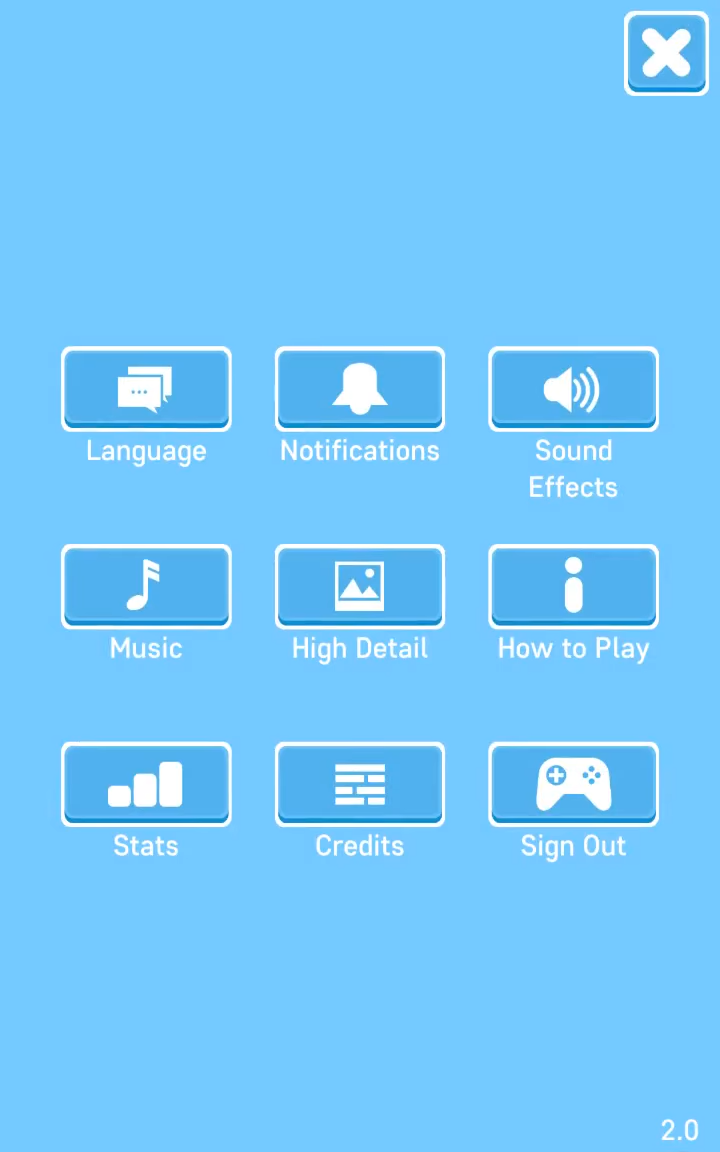 Language
Notifications
Sound
Effects
Music
High Detail
How to Play
Stats
Credits
Sign Out
2.0